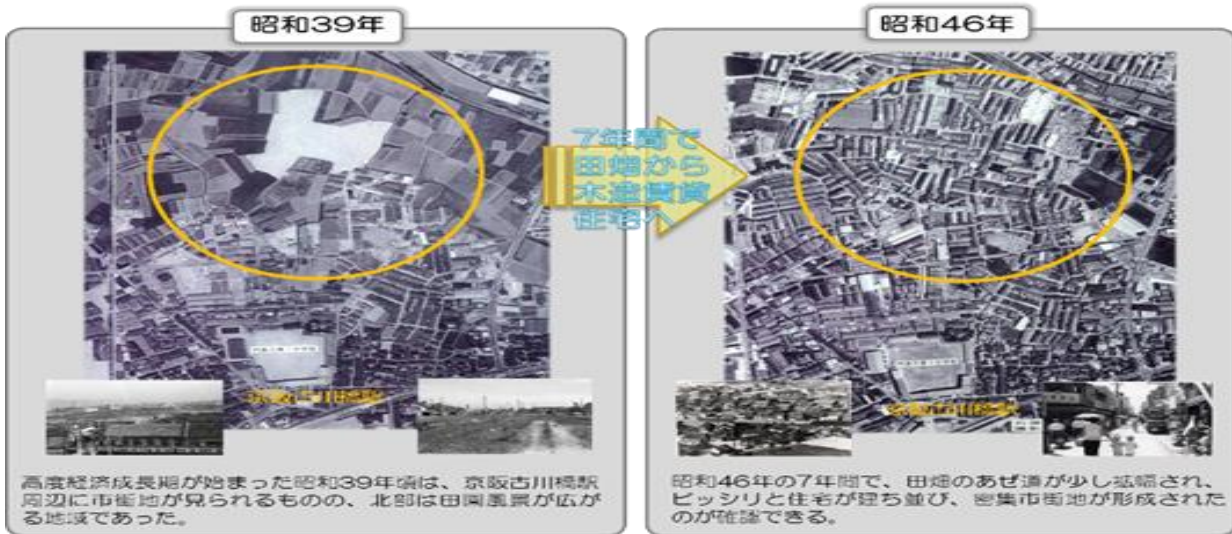 昭和39年
昭和46年
7年間で
田畑から
木造賃貸
住宅へ
京阪古川橋駅
京阪古川橋駅
高度経済成長期が始まった昭和39年頃は、京阪古川橋駅
周辺に市街地が見られるものの、北部は田園風景が広が
る地域であった。
昭和46年の7年間で、田畑のあぜ道が少し拡幅され、
ビッシリと住宅が建ち並び、密集市街地が形成された
のが確認できる。